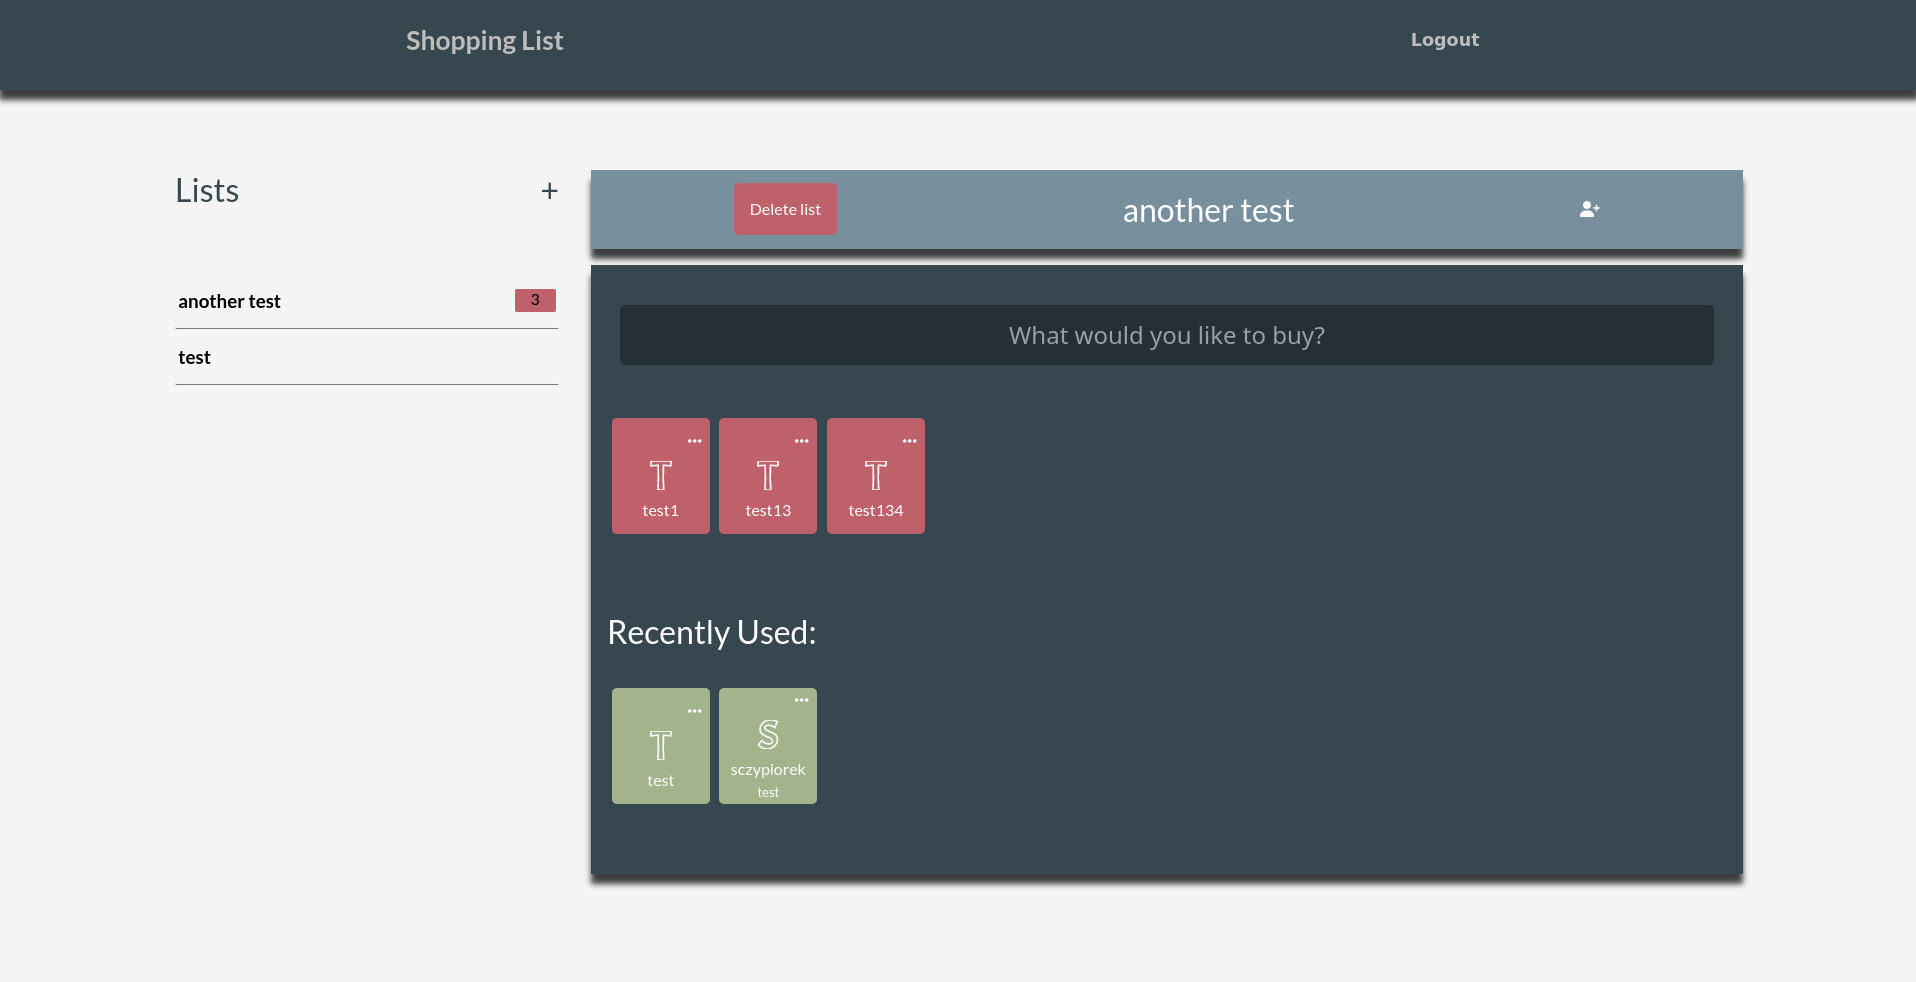 Shopping List
Logout
Lists
+
another test
3
test
Delete list
another test
What would you like to buy?
T
test1
T
test13
T
test134
Recently Used:
T
test
S
sczypiorek
test